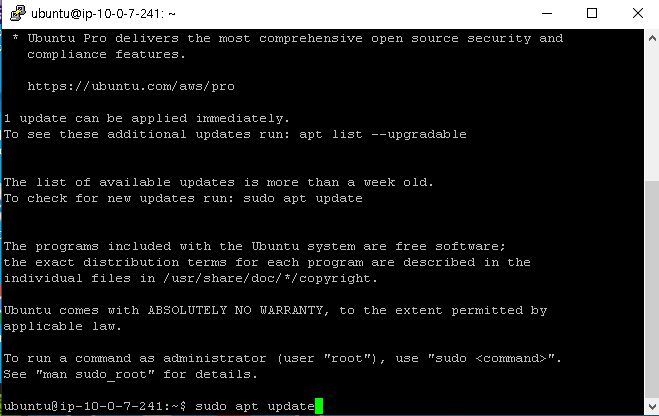 ubuntu@ip-10-0-7-241: ~
* Ubuntu Pro delivers the most comprehensive open source security and
compliance features.
https://ubuntu.com/aws/pro
1 update can be applied immediately.
To see these additional updates run: apt list --upgradable
The list of available updates is more than a week old.
To check for new updates run: sudo apt update
The programs included with the Ubuntu system are free software;
the exact distribution terms for each program are described in the
individual files in /usr/share/doc/*/copyright.
Ubuntu comes with ABSOLUTELY NO WARRANTY, to the extent permitted by
applicable law.
To run a command as administrator (user "root"), use "sudo <command>".
See "man sudo_root" for details.
ubuntu@ip-10-0-7-241:~$ sudo apt update